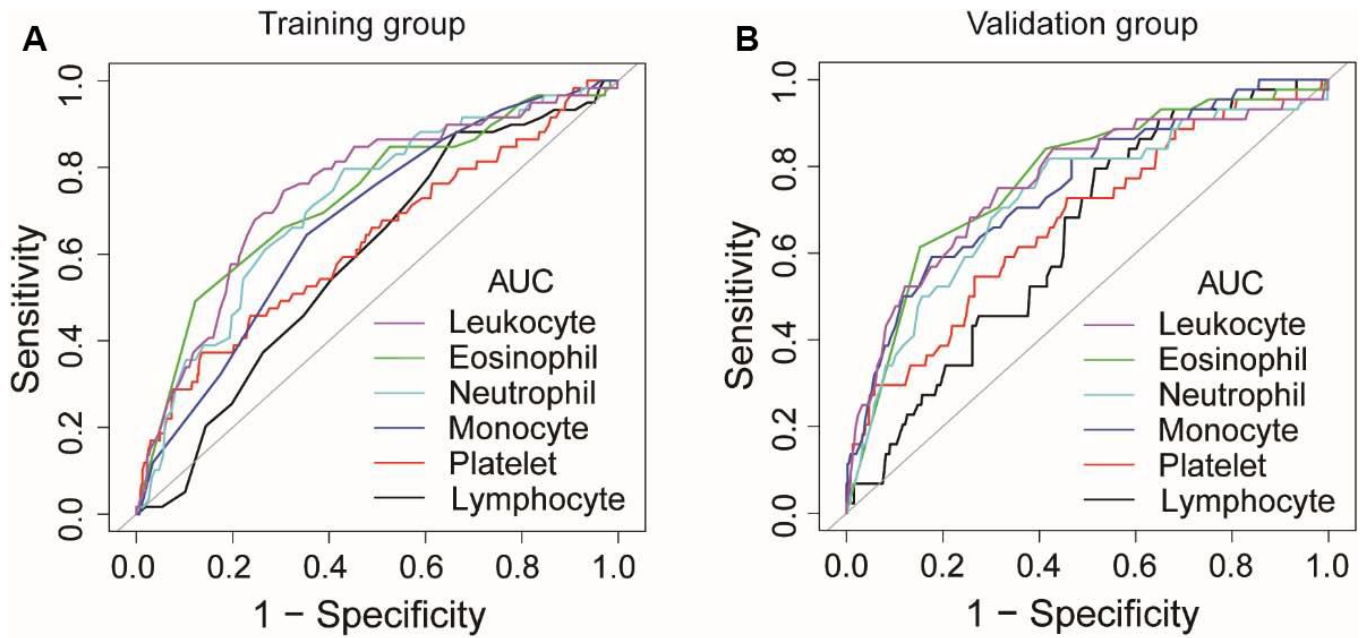 A
Training group
Sensitivity
1.0
0.8
0.6
0.4
0.2
0.0
AUC
Leukocyte
Eosinophil
Neutrophil
Monocyte
Platelet
Lymphocyte
0.0 0.2 0.4 0.6 0.8 1.0
1 − Specificity
B
Validation group
Sensitivity
1.0
0.8
0.6
0.4
0.2
0.0
AUC
Leukocyte
Eosinophil
Neutrophil
Monocyte
Platelet
Lymphocyte
0.0 0.2 0.4 0.6 0.8 1.0
1 − Specificity